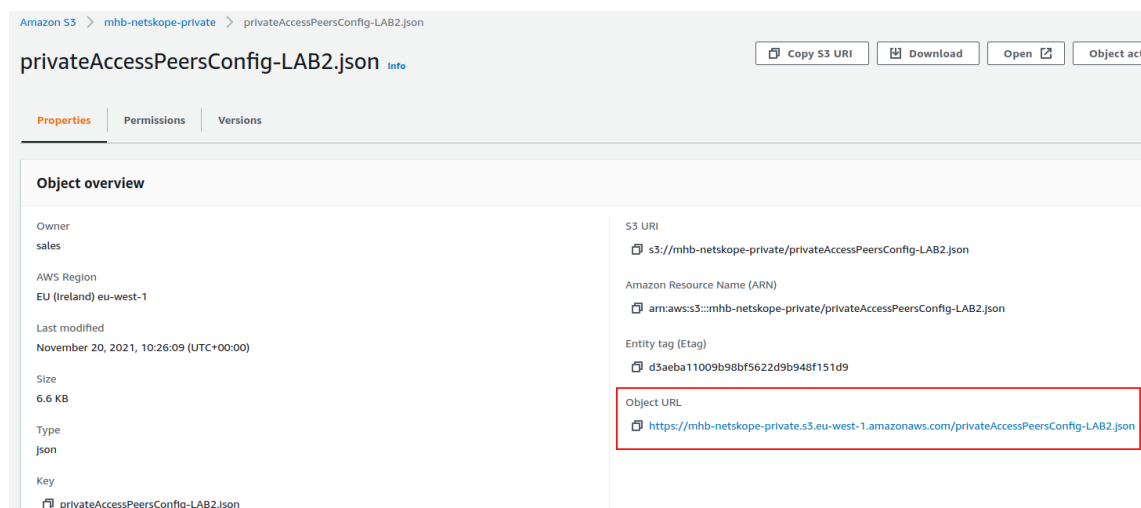 Amazon S3 > mhb-netskope-private > privateAccessPeersConfig-LAB2.json
privateAccessPeersConfig-LAB2.json Info
Copy S3 URI
Download
Open
Object act
Properties
Permissions
Versions
Object overview
Owner
sales
AWS Region
EU (Ireland) eu-west-1
Last modified
November 20, 2021, 10:26:09 (UTC+00:00)
Size
6.6 KB
Type
json
Key
privateAccessPeersConfig-LAB2.json
S3 URI
s3://mhb-netskope-private/privateAccessPeersConfig-LAB2.json
Amazon Resource Name (ARN)
arn:aws:s3:::mhb-netskope-private/privateAccessPeersConfig-LAB2.json
Entity tag (Etag)
d3aeba11009b98bf5622d9b948f151d9
Object URL
https://mhb-netskope-private.s3.eu-west-1.amazonaws.com/privateAccessPeersConfig-LAB2.json